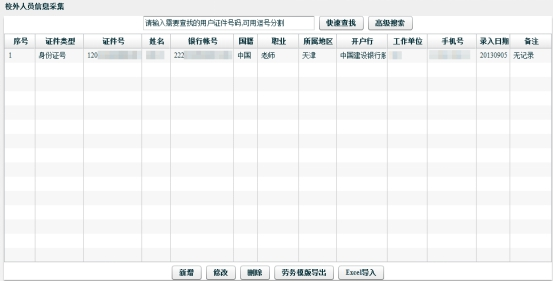 校外人员信息采集
请输入需要查找的用户证件号码,可用逗号分割 快速查找 高级搜索
序号 证件类型 证件号 姓名 银行帐号 国籍 职业 所属地区 开户行 工作单位 手机号 录入日期 备注
1 身份证号 120 222 中国 老师 天津 中国建设银行 20130905 无记录
新增 修改 删除 劳务模版导出 Excel导入